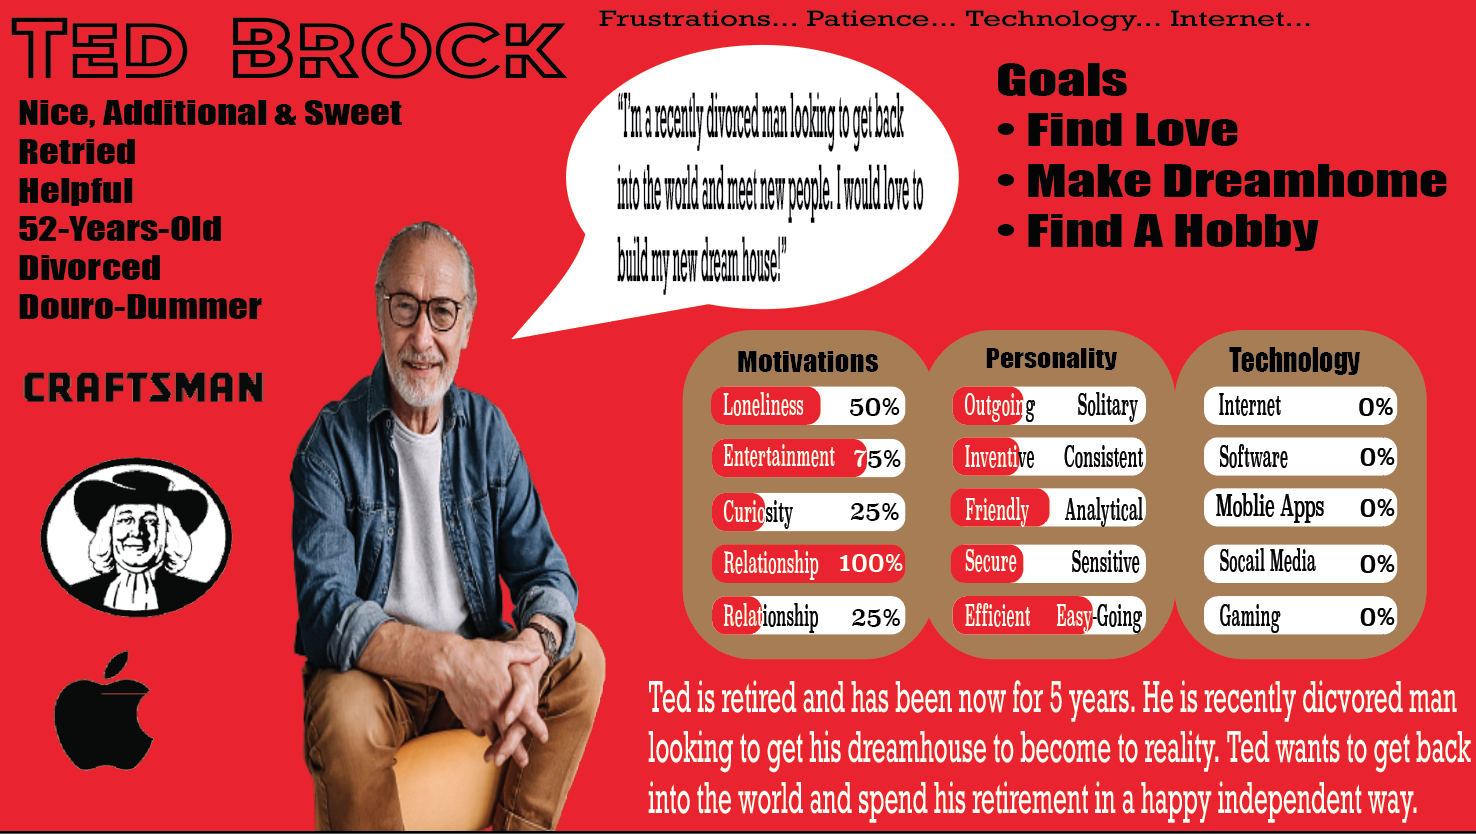 Ted Brock
Frustrations... Patience... Technology... Internet...
Nice, Additional & Sweet
Retried
Helpful
52-Years-Old
Divorced
Douro-Dummer
CRAFTSMAN
“I'm a recently divorced man looking to get back
into the world and meet new people. I would love to
build my new dream house!”
Goals
• Find Love
• Make Dreamhome
• Find A Hobby
Motivations
Loneliness 50%
Entertainment 75%
Curiosity 25%
Relationship 100%
Relationship 25%
Personality
Outgoing Solitary
Inventive Consistent
Friendly Analytical
Secure Sensitive
Efficient Easy-Going
Technology
Internet 0%
Software 0%
Moblie Apps 0%
Socail Media 0%
Gaming 0%
Ted is retired and has been now for 5 years. He is recently dicvored man
looking to get his dreamhouse to become to reality. Ted wants to get back
into the world and spend his retirement in a happy independent way.